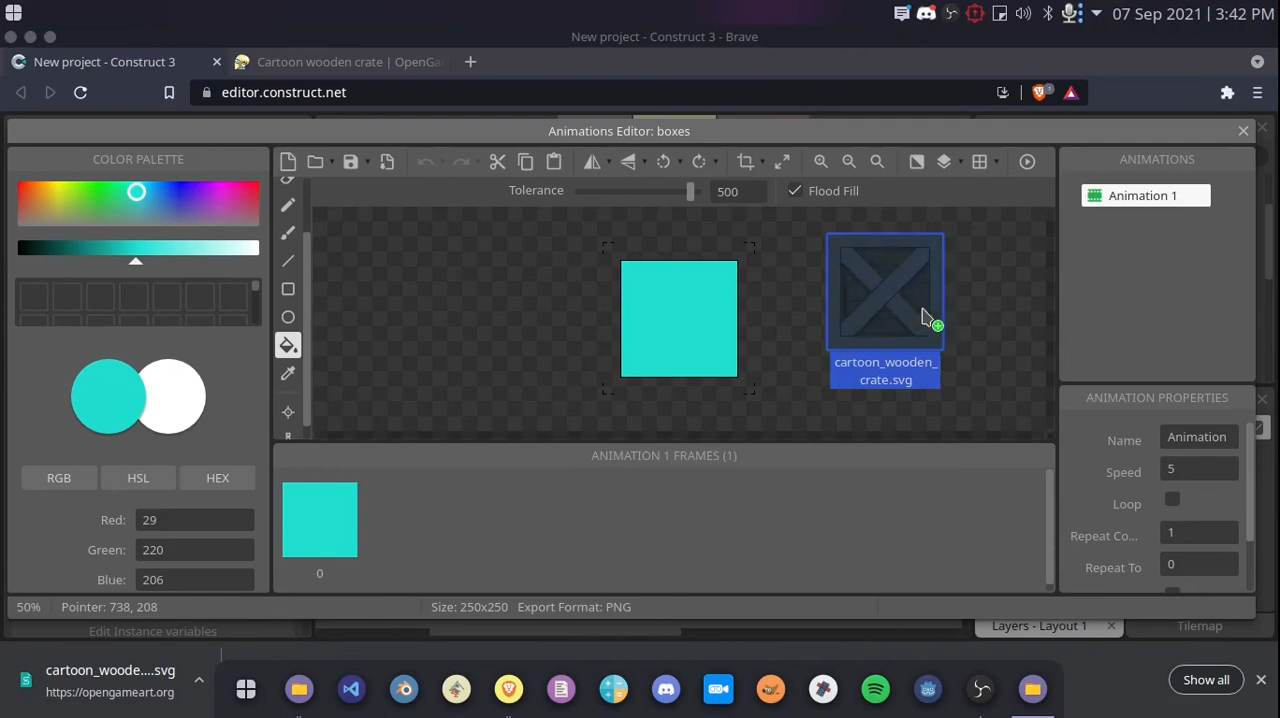 07 Sep 2021 | 3:42 PM
New project - Construct 3 - Brave
New project - Construct 3
Cartoon wooden crate | OpenGa
editor.construct.net
1
Animations Editor: boxes
COLOR PALETTE
ANIMATIONS
Tolerance
500
Flood Fill
Animation 1
cartoon_wooden_
crate.svg
ANIMATION PROPERTIES
Name
Animation
Speed
5
Loop
Repeat Co...
1
Repeat To
0
RGB
HSL
HEX
Red:
29
Green:
220
Blue:
206
ANIMATION 1 FRAMES (1)
0
50%
Pointer: 738, 208
Size: 250x250
Export Format: PNG
Edit Instance variables
Layers - Layout 1
Tilemap
cartoon_woode....svg
https://opengameart.org
Show all